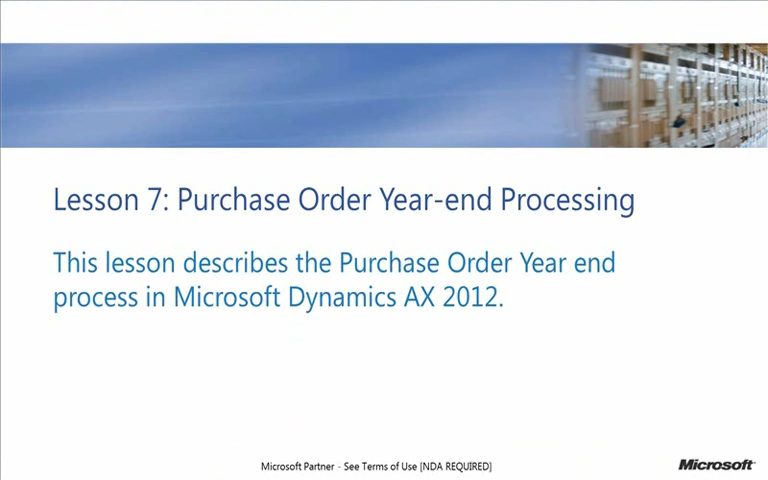 Lesson 7: Purchase Order Year-end Processing
This lesson describes the Purchase Order Year end
process in Microsoft Dynamics AX 2012.
Microsoft Partner - See Terms of Use [NDA REQUIRED]
Microsoft